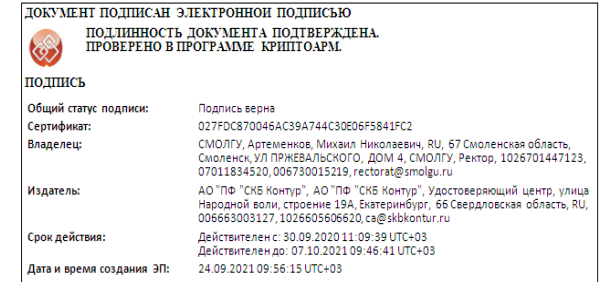 ДОКУМЕНТ ПОДПИСАН ЭЛЕКТРОННОЙ ПОДПИСЬЮ
ПОДЛИННОСТЬ ДОКУМЕНТА ПОДТВЕРЖДЕНА.
ПРОВЕРЕНО В ПРОГРАММЕ КРИПТОАРМ.
ПОДПИСЬ
Общий статус подписи: Подпись верна
Сертификат: 027FDC870046AC39A744C30E06F5841FC2
Владелец: СМОЛГУ, Артеменков, Михаил Николаевич, RU, 67 Смоленская область,
Смоленск, УЛ ПРЖЕВАЛЬСКОГО, ДОМ 4, СМОЛГУ, Ректор, 1026701447123,
07011834520, 006730015219, rectorat@smolgu.ru
Издатель: АО "ПФ "СКБ Контур", АО "ПФ "СКБ Контур", Удостоверяющий центр, улица
Народной воли, строение 19А, Екатеринбург, 66 Свердловская область, RU,
006663003127, 1026605606620, ca@skbkontur.ru
Срок действия: Действителен с: 30.09.2020 11:09:39 UTC+03
Действителен до: 07.10.2021 09:46:41 UTC+03
Дата и время создания ЭП: 24.09.2021 09:56:15 UTC+03